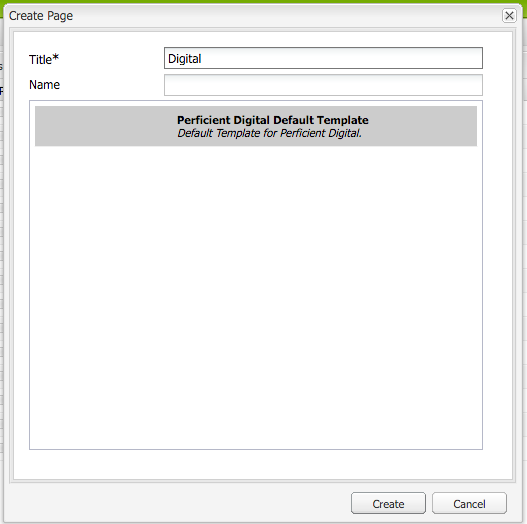 Create Page
Title*
Digital
Name
Perficient Digital Default Template
Default Template for Perficient Digital.
Create
Cancel